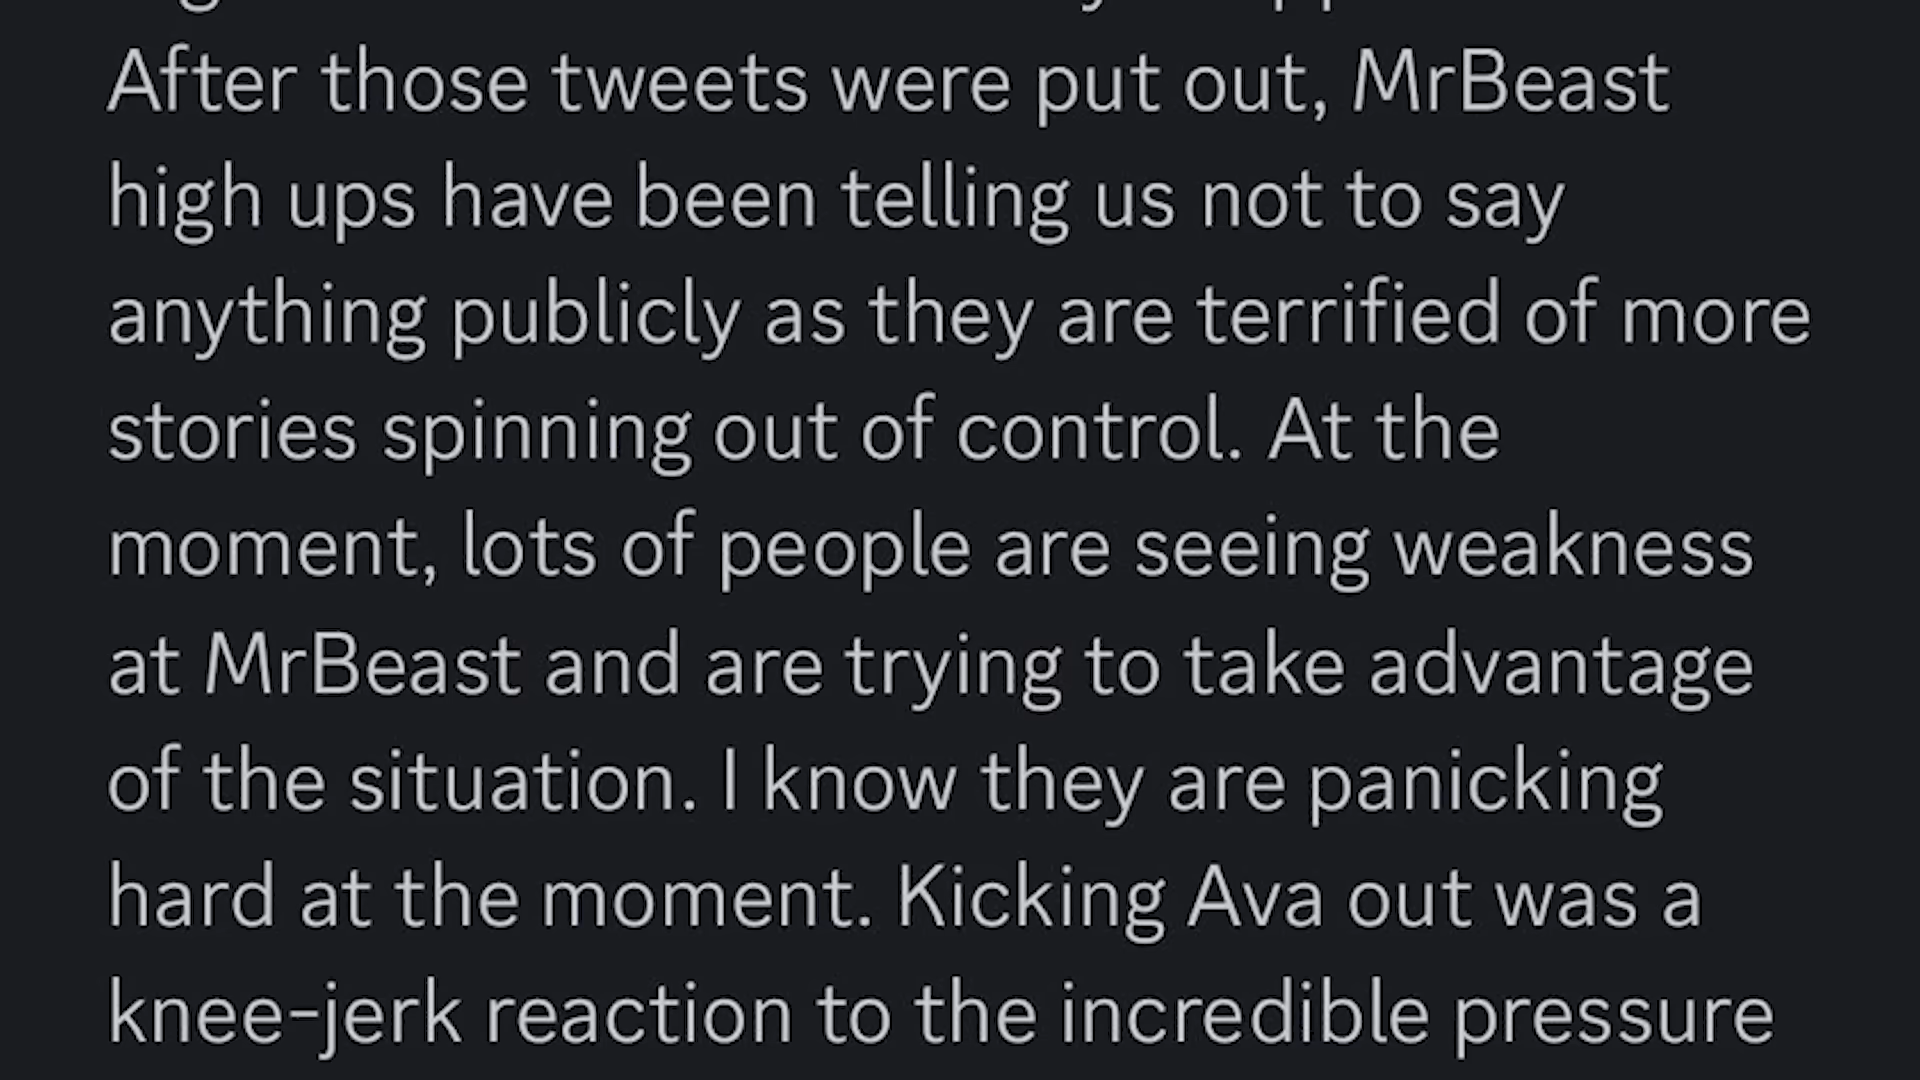 After those tweets were put out, MrBeast
high ups have been telling us not to say
anything publicly as they are terrified of more
stories spinning out of control. At the
moment, lots of people are seeing weakness
at MrBeast and are trying to take advantage
of the situation. I know they are panicking
hard at the moment. Kicking Ava out was a
knee-jerk reaction to the incredible pressure